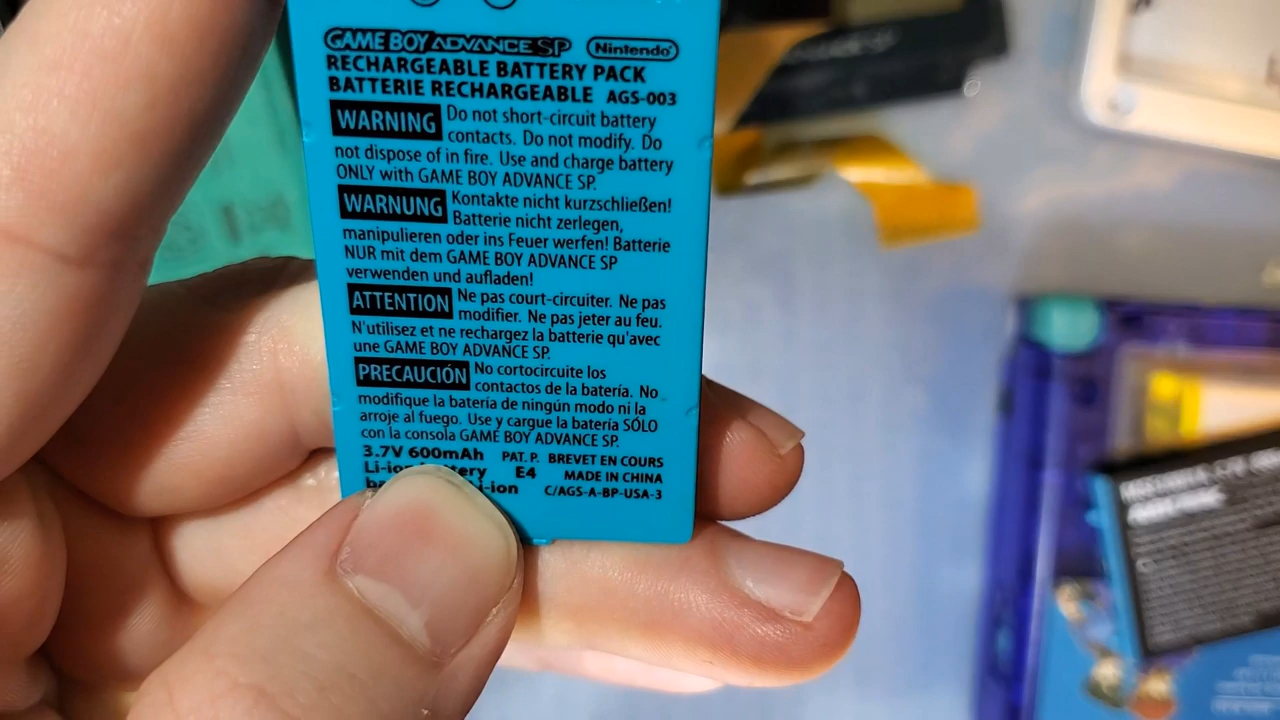 GAME BOY ADVANCE SP Nintendo
RECHARGEABLE BATTERY PACK
BATTERIE RECHARGEABLE AGS-003
WARNING Do not short-circuit battery
contacts. Do not modify. Do
not dispose of in fire. Use and charge battery
ONLY with GAME BOY ADVANCE SP.
WARNUNG Kontakte nicht kurzschließen!
Batterie nicht zerlegen,
manipulieren oder ins Feuer werfen! Batterie
NUR mit dem GAME BOY ADVANCE SP
verwenden und aufladen!
ATTENTION Ne pas court-circuiter. Ne pas
modifier. Ne pas jeter au feu.
N'utilisez et ne rechargez la batterie qu'avec
une GAME BOY ADVANCE SP.
PRECAUCIÓN No cortocircuite los
contactos de la batería. No
modifique la batería de ningún modo ni la
arroje al fuego. Use y cargue la batería SÓLO
con la consola GAME BOY ADVANCE SP.
3.7V 600mAh PAT. P. BREVET EN COURS
Li-ion E4 MADE IN CHINA
C/AGS-A-BP-USA-3